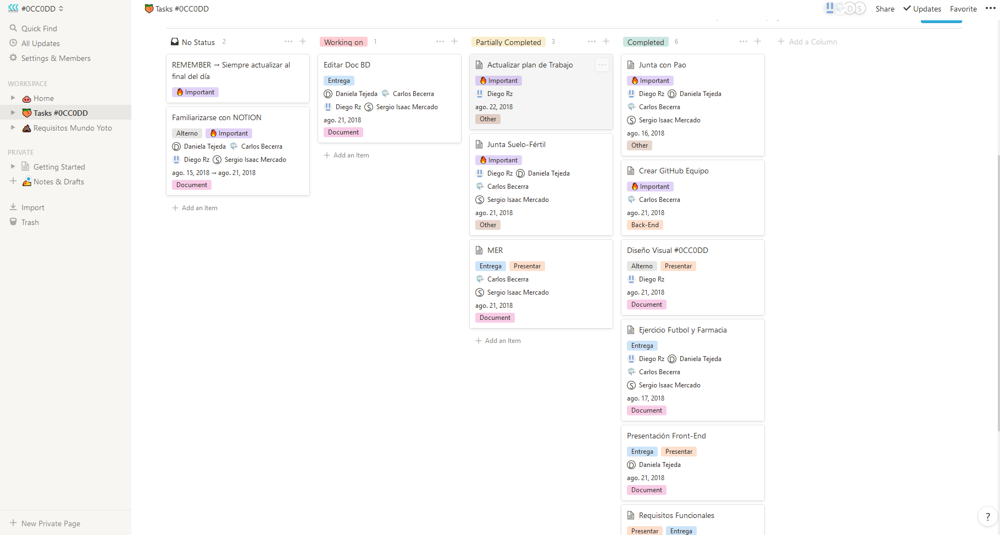 #0CC0DD
Quick Find
All Updates
Settings & Members
WORKSPACE
Home
Tasks #0CC0DD
Requisitos Mundo Yoto
PRIVATE
Getting Started
Notes & Drafts
Import
Trash
New Private Page
Tasks #0CC0DD
D S Share Updates Favorite
No Status 2
REMEMBER → Siempre actualizar al
final del día
Important
Familiarizarse con NOTION
Alterno Important
D Daniela Tejeda Carlos Becerra
Diego Rz S Sergio Isaac Mercado
ago. 15, 2018 → ago. 21, 2018
Document
Add an Item
Working on 1
Editar Doc BD
Entrega
D Daniela Tejeda Carlos Becerra
Diego Rz S Sergio Isaac Mercado
ago. 21, 2018
Document
Add an Item
Partially Completed 3
Actualizar plan de Trabajo
Important
Diego Rz
ago. 22, 2018
Other
Junta Suelo-Fértil
Important
Diego Rz D Daniela Tejeda
Carlos Becerra
S Sergio Isaac Mercado
ago. 21, 2018
Other
MER
Entrega Presentar
Carlos Becerra
S Sergio Isaac Mercado
ago. 21, 2018
Document
Add an Item
Completed 6
Junta con Pao
Important
Diego Rz D Daniela Tejeda
Carlos Becerra
S Sergio Isaac Mercado
ago. 16, 2018
Other
Crear GitHub Equipo
Important
Carlos Becerra
ago. 21, 2018
Back-End
Diseño Visual #0CC0DD
Alterno Presentar
Diego Rz
ago. 21, 2018
Document
Ejercicio Futbol y Farmacia
Entrega
Diego Rz D Daniela Tejeda
Carlos Becerra
S Sergio Isaac Mercado
ago. 17, 2018
Document
Presentación Front-End
Entrega Presentar
D Daniela Tejeda
ago. 21, 2018
Document
Requisitos Funcionales
Presentar Entrega
Add a Column
?